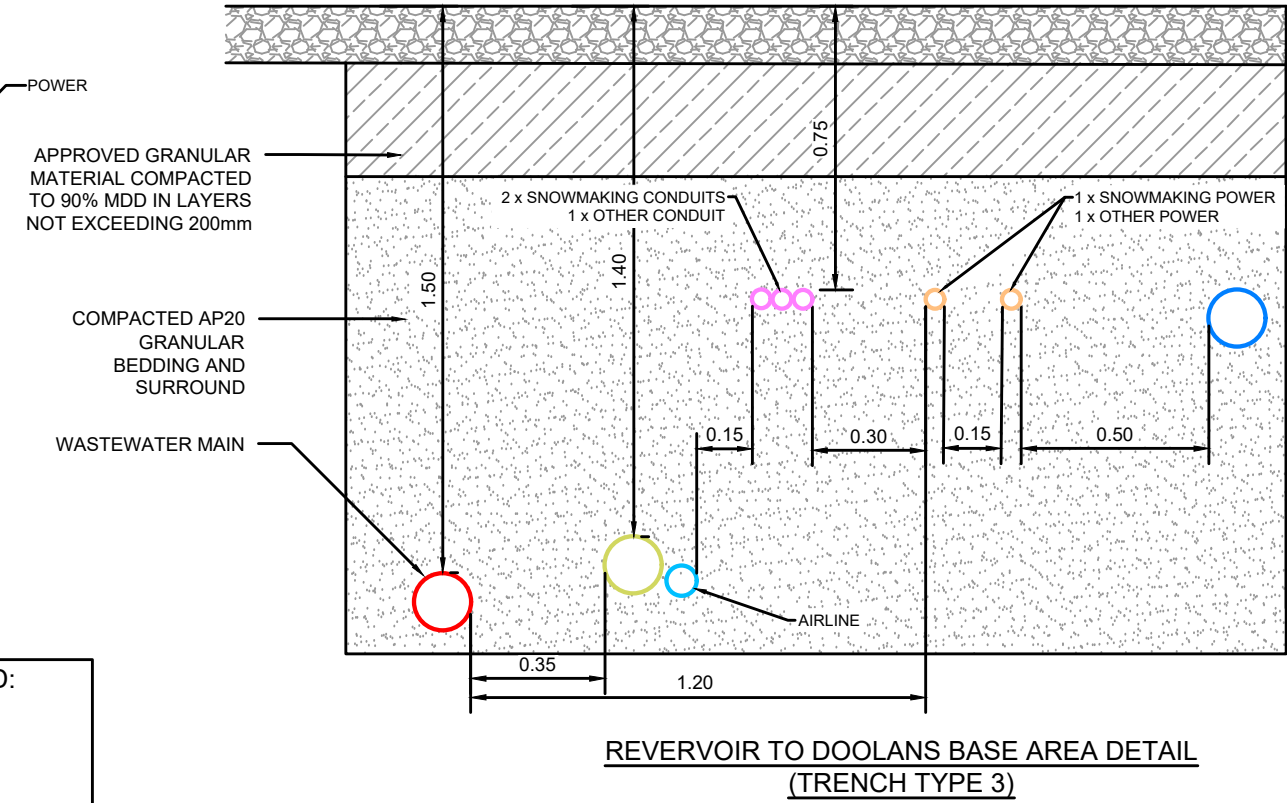 POWER
APPROVED GRANULAR
MATERIAL COMPACTED
TO 90% MDD IN LAYERS
NOT EXCEEDING 200mm
0.75
2 x SNOWMAKING CONDUITS
1 x OTHER CONDUIT
1 x SNOWMAKING POWER
1 x OTHER POWER
1.50
1.40
COMPACTED AP20
GRANULAR
BEDDING AND
SURROUND
WASTEWATER MAIN
0.15
0.30
0.15
0.50
AIRLINE
0.35
1.20
REVERVOIR TO DOOLANS BASE AREA DETAIL
(TRENCH TYPE 3)